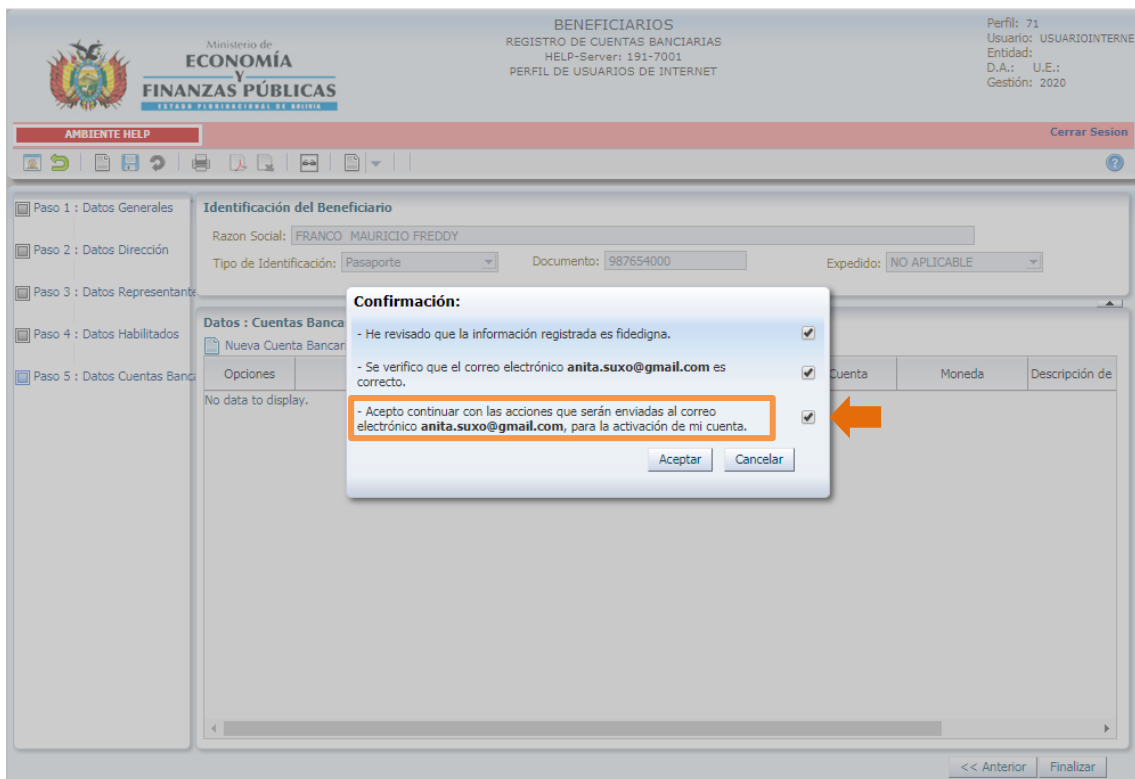 Ministerio de
ECONOMÍA
Y
FINANZAS PÚBLICAS
ESTADO PLURINACIONAL DE BOLIVIA
BENEFICIARIOS
REGISTRO DE CUENTAS BANCIARIAS
HELP-Server: 191-7001
PERFIL DE USUARIOS DE INTERNET
Perfil: 71
Usuario: USUARIOINTERNE
Entidad:
D.A.: U.E.:
Gestión: 2020
AMBIENTE HELP
Cerrar Sesion
Paso 1 : Datos Generales
Paso 2 : Datos Dirección
Paso 3 : Datos Representante
Paso 4 : Datos Habilitados
Paso 5 : Datos Cuentas Banca
Identificación del Beneficiario
Razon Social: FRANCO MAURICIO FREDDY
Tipo de Identificación: Pasaporte Documento: 987654000 Expedido: NO APLICABLE
Datos : Cuentas Banca
Nueva Cuenta Bancari
Opciones Cuenta Moneda Descripción de
No data to display.
Confirmación:
- He revisado que la información registrada es fidedigna.
- Se verifico que el correo electrónico anita.suxo@gmail.com es
correcto.
- Acepto continuar con las acciones que serán enviadas al correo
electrónico anita.suxo@gmail.com, para la activación de mi cuenta.
Aceptar Cancelar
<< Anterior Finalizar